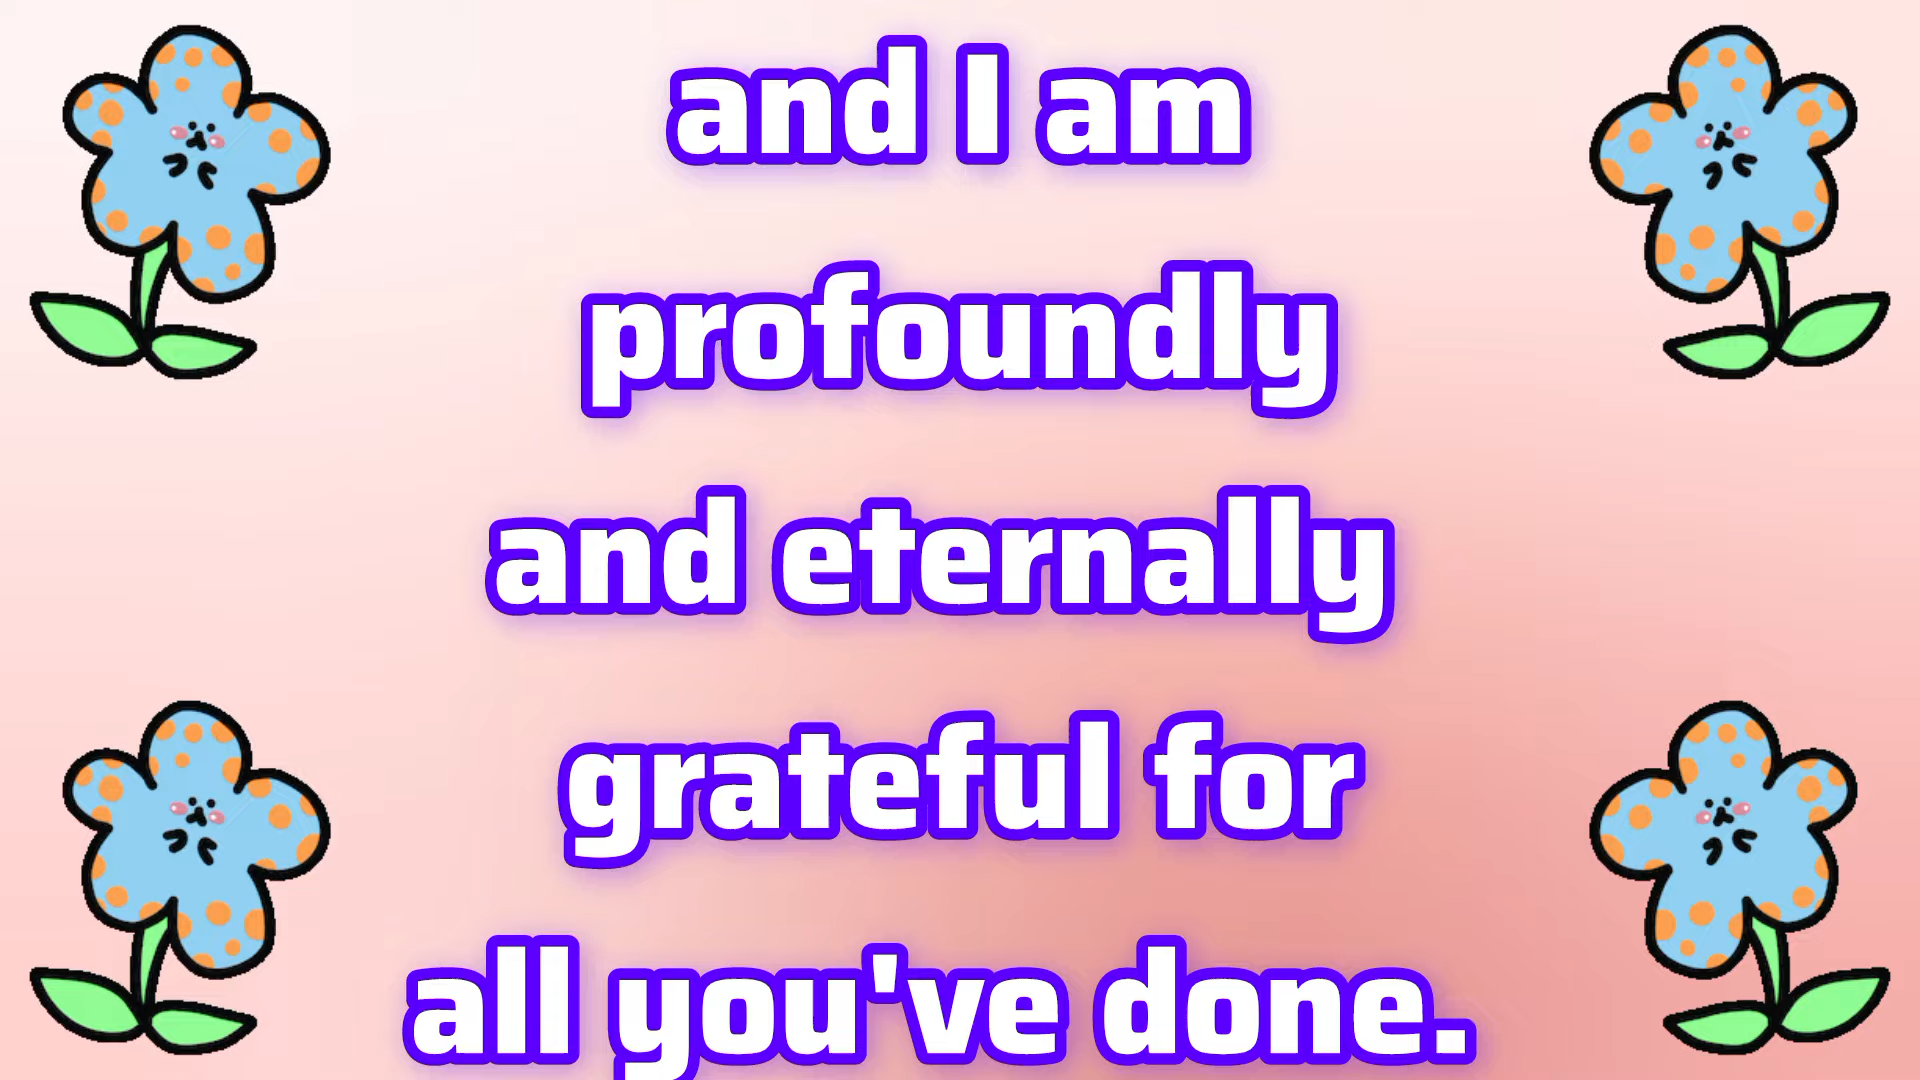 and I am
profoundly
and eternally
grateful for
all you've done.